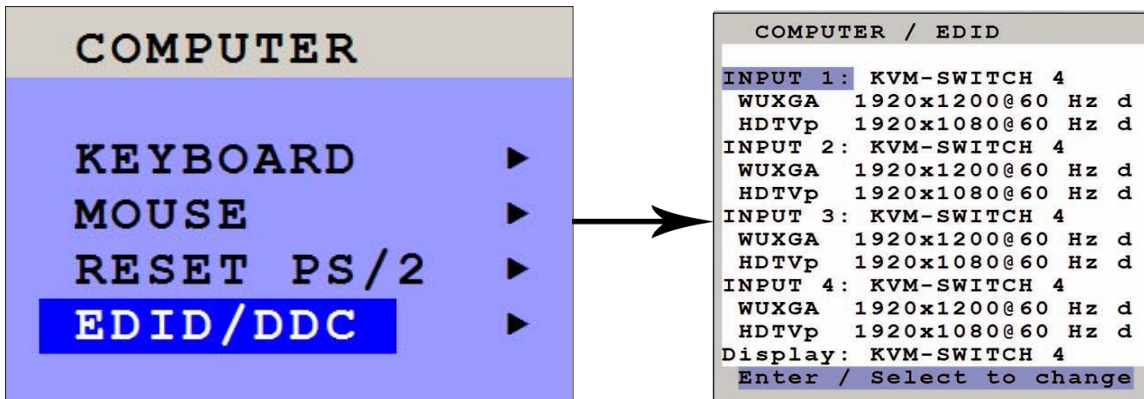 COMPUTER
KEYBOARD ►
MOUSE ►
RESET PS/2 ►
EDID/DDC ►
COMPUTER / EDID
INPUT 1: KVM-SWITCH 4
WUXGA 1920x1200@60 Hz d
HDTVp 1920x1080@60 Hz d
INPUT 2: KVM-SWITCH 4
WUXGA 1920x1200@60 Hz d
HDTVp 1920x1080@60 Hz d
INPUT 3: KVM-SWITCH 4
WUXGA 1920x1200@60 Hz d
HDTVp 1920x1080@60 Hz d
INPUT 4: KVM-SWITCH 4
WUXGA 1920x1200@60 Hz d
HDTVp 1920x1080@60 Hz d
Display: KVM-SWITCH 4
Enter / Select to change